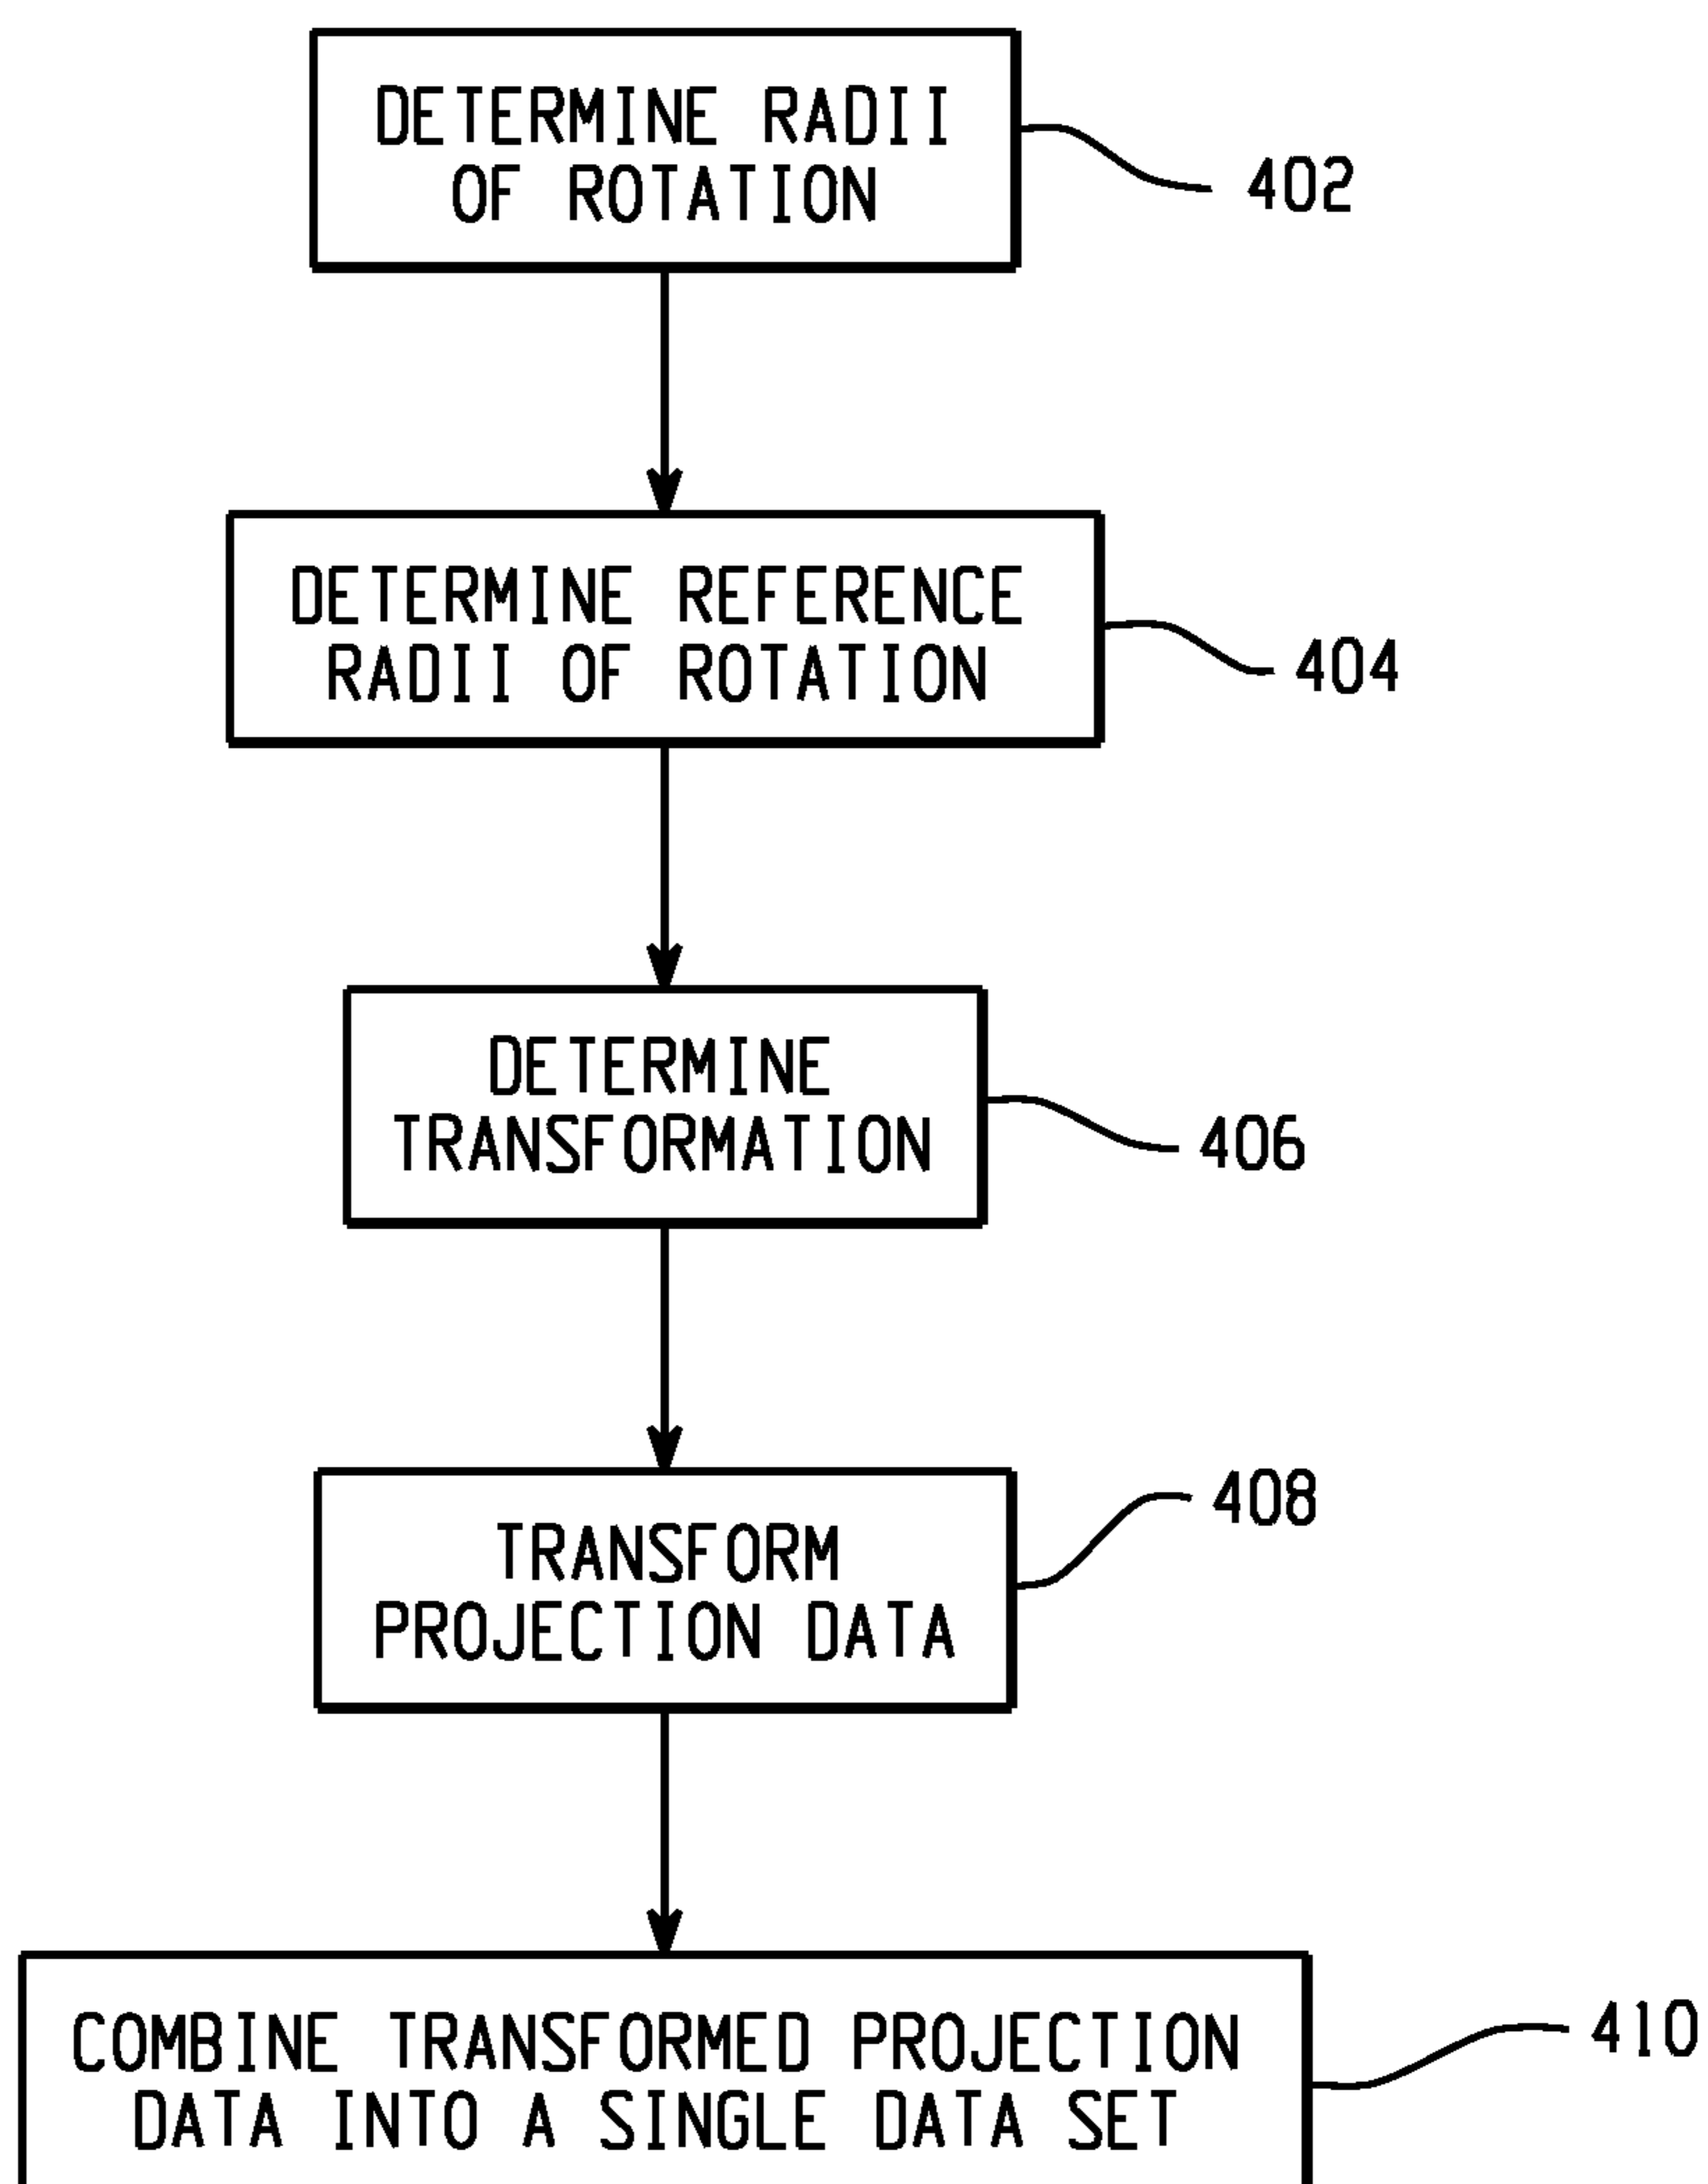 DETERMINE RADII
OF ROTATION
402
DETERMINE REFERENCE
RADII OF ROTATION
404
DETERMINE
TRANSFORMATION
406
408
TRANSFORM
PROJECTION DATA
COMBINE TRANSFORMED PROJECTION
DATA INTO A SINGLE DATA SET
410